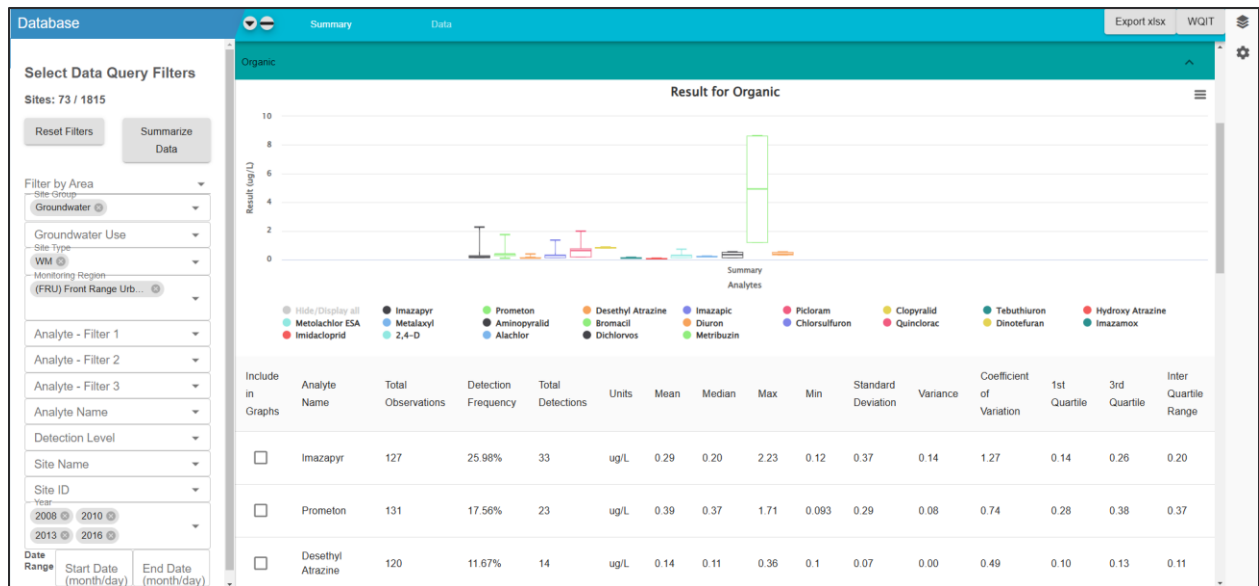 Database
Select Data Query Filters
Sites: 73 / 1815
Reset Filters
Summarize
Data
Filter by Area
Site Group
Groundwater
Groundwater Use
Site Type
WM
Monitoring Region
(FRU) Front Range Urb...
Analyte - Filter 1
Analyte - Filter 2
Analyte - Filter 3
Analyte Name
Detection Level
Site Name
Site ID
Year
2008 2010
2013 2016
Date
Range
Start Date
(month/day)
End Date
(month/day)
Summary Data Export xlsx WQIT
Organic
Result for Organic
Result (ug/L)
10
8
6
4
2
0
Summary
Analytes
Hide/Display all Imazapyr Prometon Desethyl Atrazine Imazapic Picloram Clopyralid Tebuthiuron Hydroxy Atrazine
Metolachlor ESA Metalaxyl Aminopyralid Bromacil Diuron Chlorsulfuron Quinclorac Dinotefuran Imazamox
Imidacloprid 2,4-D Alachlor Dichlorvos Metribuzin
Include
in
Graphs
Analyte
Name
Total
Observations
Detection
Frequency
Total
Detections
Units
Mean
Median
Max
Min
Standard
Deviation
Variance
Coefficient
of
Variation
1st
Quartile
3rd
Quartile
Inter
Quartile
Range
Imazapyr 127 25.98% 33 ug/L 0.29 0.20 2.23 0.12 0.37 0.14 1.27 0.14 0.26 0.20
Prometon 131 17.56% 23 ug/L 0.39 0.37 1.71 0.093 0.29 0.08 0.74 0.28 0.38 0.37
Desethyl
Atrazine
120 11.67% 14 ug/L 0.14 0.11 0.36 0.1 0.07 0.00 0.49 0.10 0.13 0.11